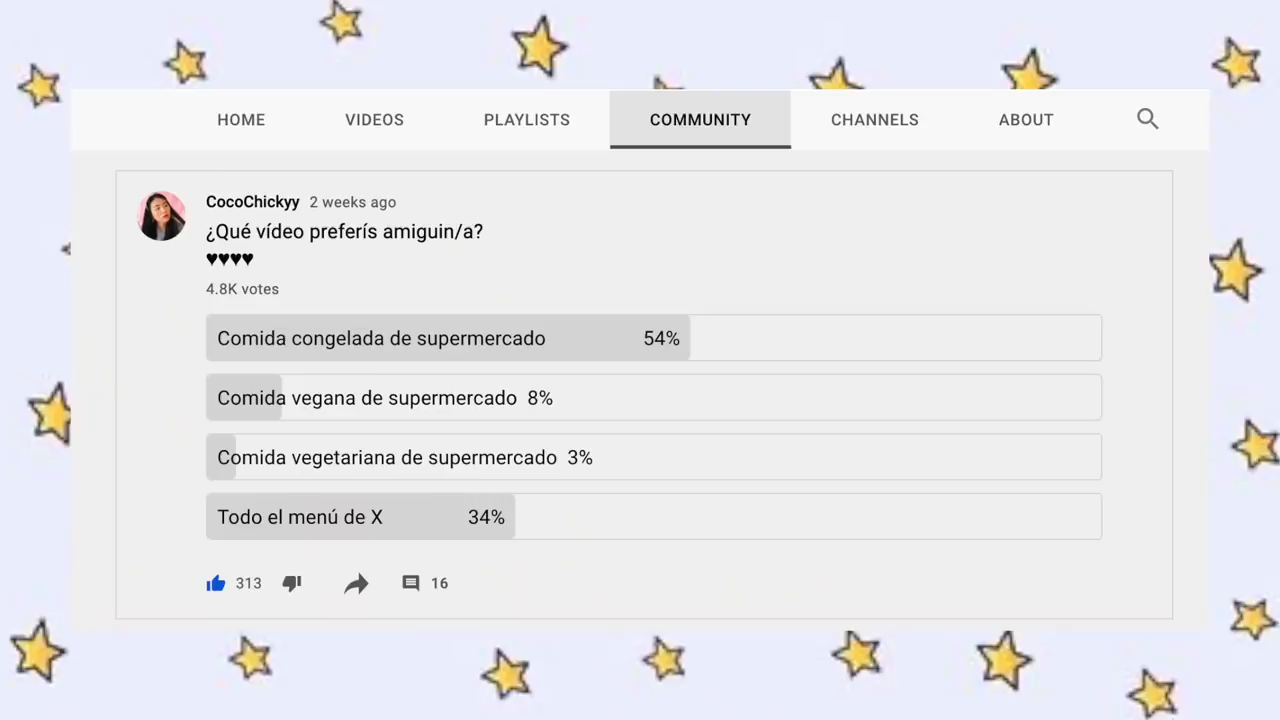 HOME VIDEOS PLAYLISTS COMMUNITY CHANNELS ABOUT
CocoChickyy 2 weeks ago
¿Qué vídeo preferís amiguin/a?
♥♥♥♥
4.8K votes
Comida congelada de supermercado 54%
Comida vegana de supermercado 8%
Comida vegetariana de supermercado 3%
Todo el menú de X 34%
313 16